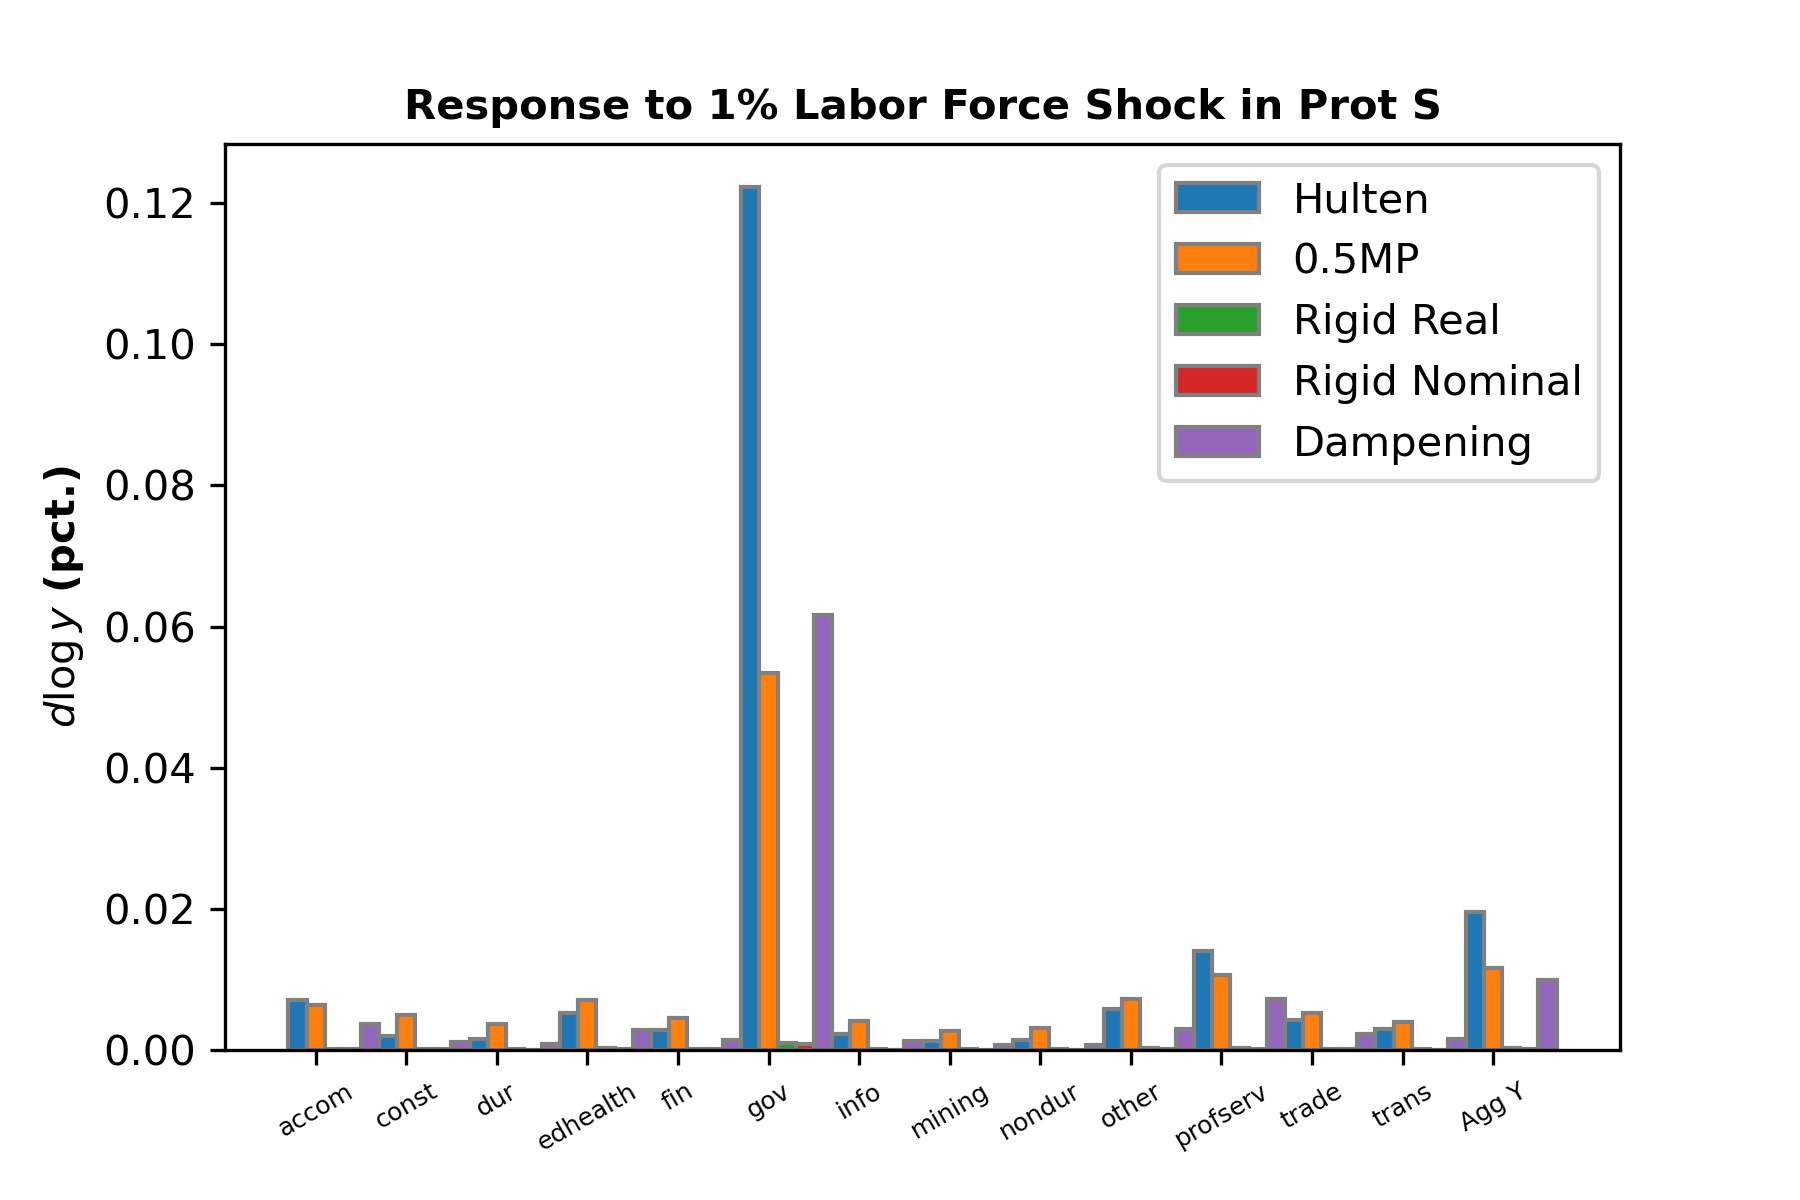 Response to 1% Labor Force Shock in Prot S
dlog y (pct.)
0.12
0.10
0.08
0.06
0.04
0.02
0.00
Hulten
0.5MP
Rigid Real
Rigid Nominal
Dampening
accom
const
dur
edhealth
fin
gov
info
mining
nondur
other
profserv
trade
trans
Agg Y